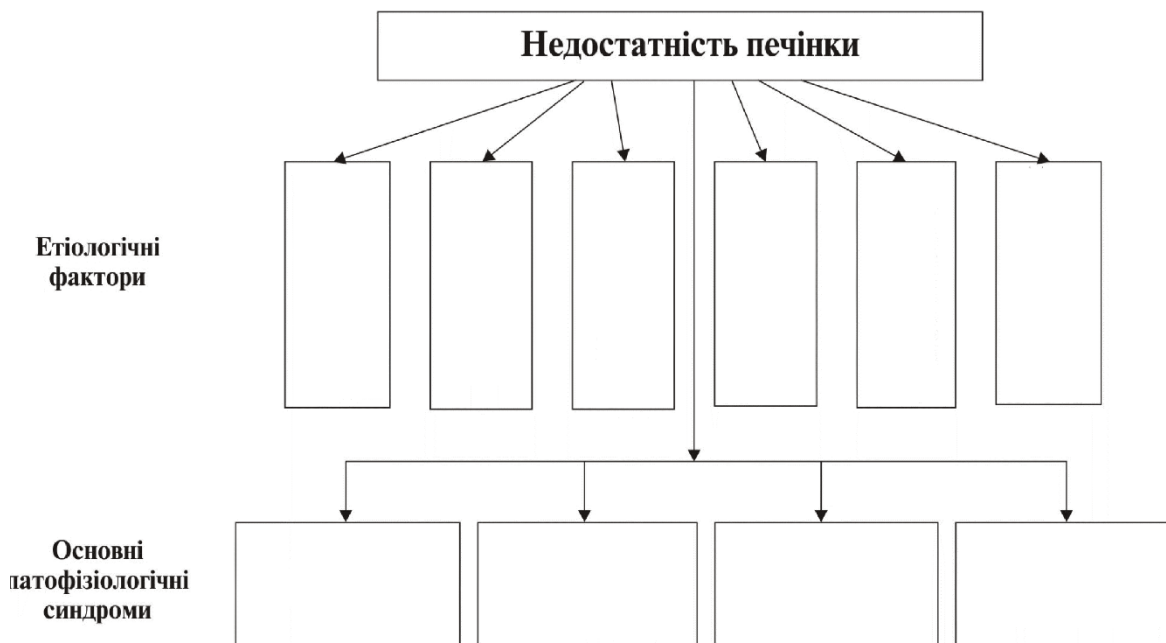 Недостатність печінки
Етіологічні
фактори
Основні
патофізіологічні
синдроми